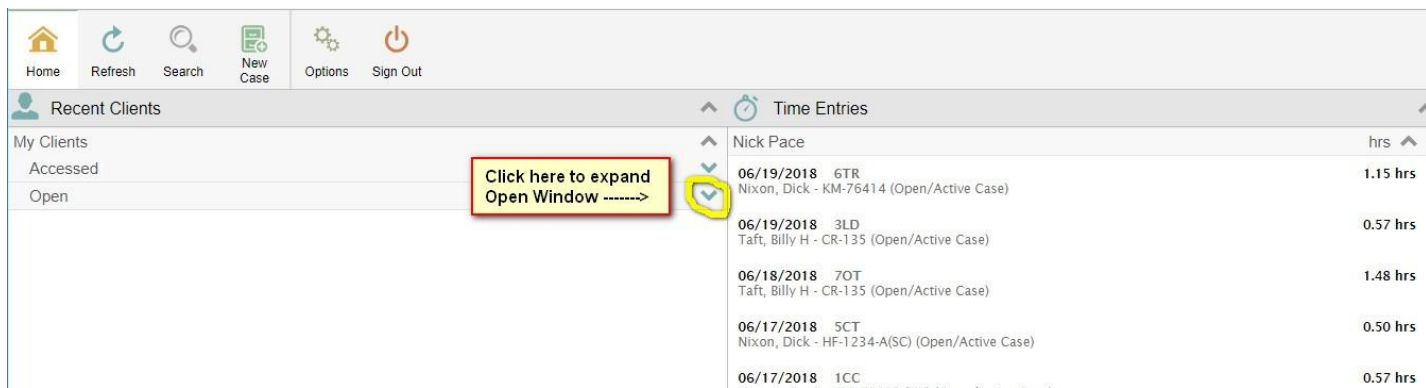 Home
Refresh
Search
New
Case
Options
Sign Out
Recent Clients
My Clients
Accessed
Open
Click here to expand
Open Window ------->
Time Entries
Nick Pace hrs
06/19/2018 6TR 1.15 hrs
Nixon, Dick - KM-76414 (Open/Active Case)
06/19/2018 3LD 0.57 hrs
Taft, Billy H - CR-135 (Open/Active Case)
06/18/2018 7OT 1.48 hrs
Taft, Billy H - CR-135 (Open/Active Case)
06/17/2018 5CT 0.50 hrs
Nixon, Dick - HF-1234-A(SC) (Open/Active Case)
06/17/2018 1CC 0.57 hrs